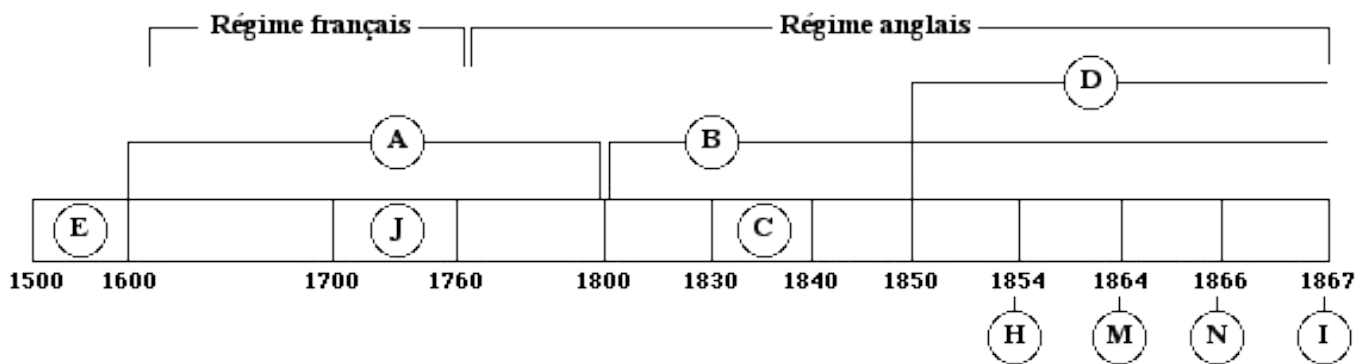 Régime français Régime anglais
D
A B
E J C
1500 1600 1700 1760 1800 1830 1840 1850 1854 1864 1866 1867
H M N I